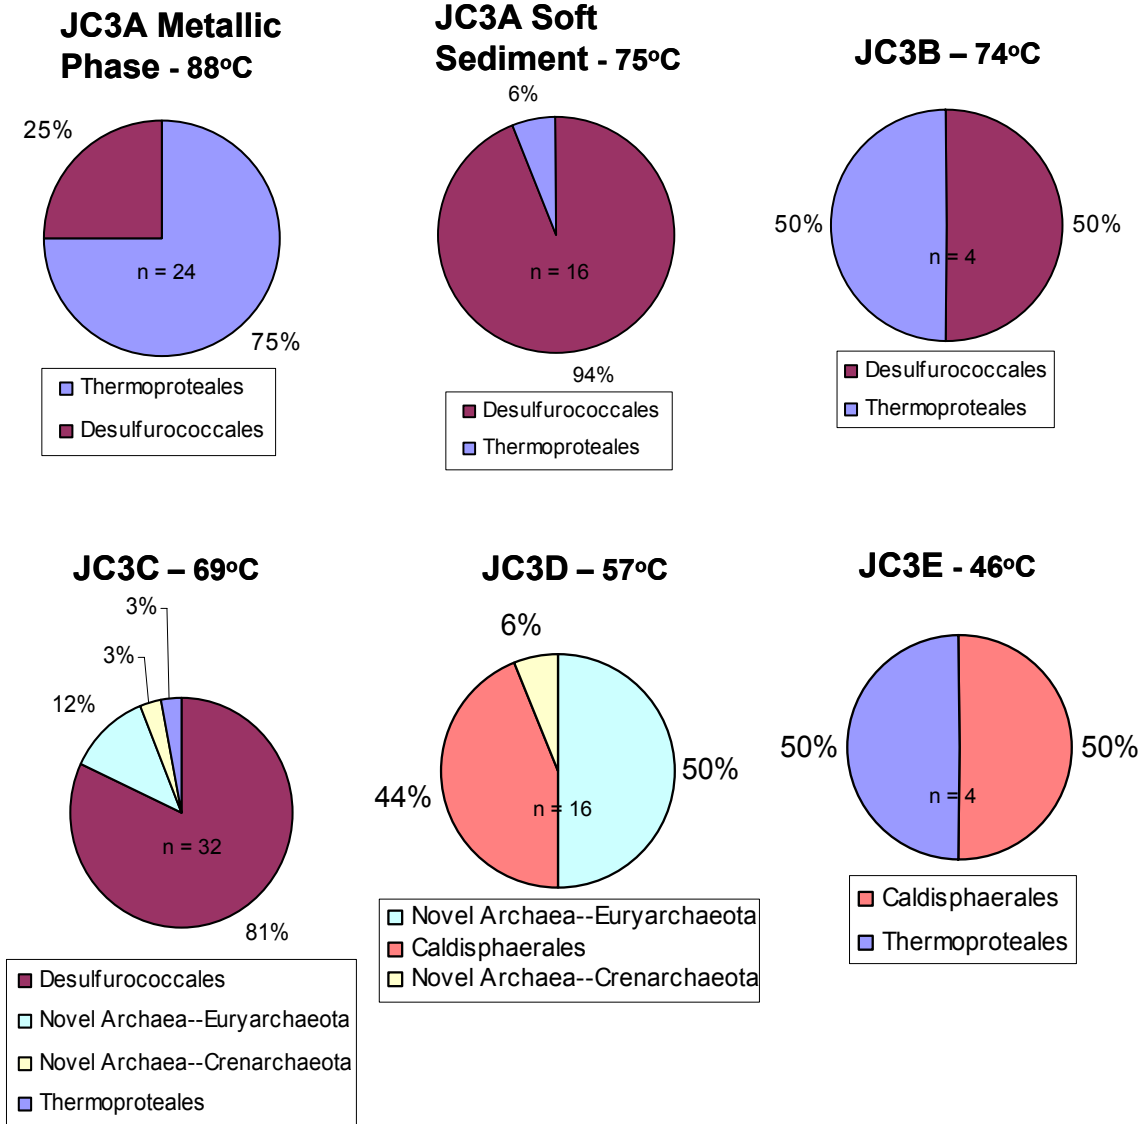 JC3A Metallic
Phase - 88ºC
25%
n = 24
75%
Thermoproteales
Desulfurococcales
JC3A Soft
Sediment - 75ºC
6%
n = 16
94%
Desulfurococcales
Thermoproteales
JC3B – 74ºC
50%
50%
n = 4
Desulfurococcales
Thermoproteales
JC3C – 69ºC
3%
3%
12%
n = 32
81%
Desulfurococcales
Novel Archaea--Euryarchaeota
Novel Archaea--Crenarchaeota
Thermoproteales
JC3D – 57ºC
6%
50%
44%
n = 16
Novel Archaea--Euryarchaeota
Caldisphaerales
Novel Archaea--Crenarchaeota
JC3E - 46ºC
50%
50%
n = 4
Caldisphaerales
Thermoproteales